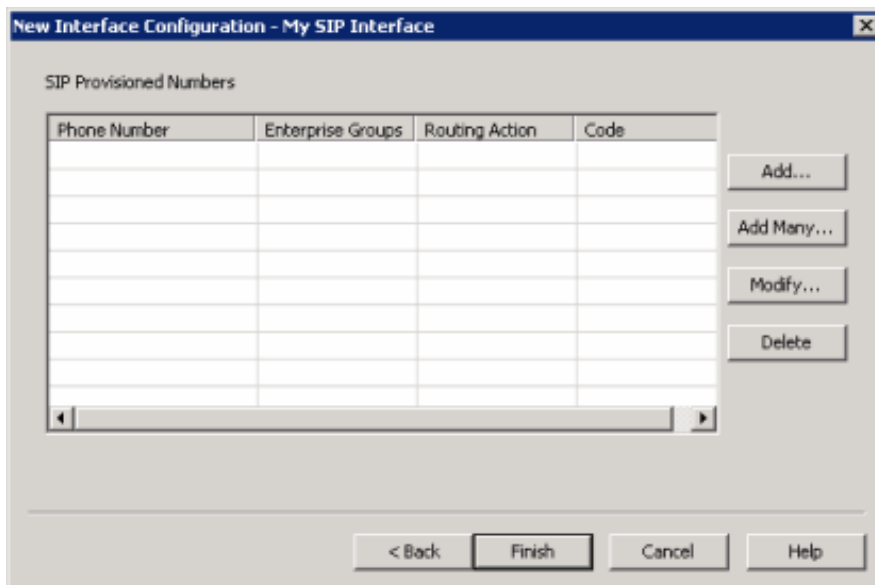 New Interface Configuration - My SIP Interface
SIP Provisioned Numbers
Phone Number Enterprise Groups Routing Action Code
Add...
Add Many...
Modify...
Delete
< Back Finish Cancel Help